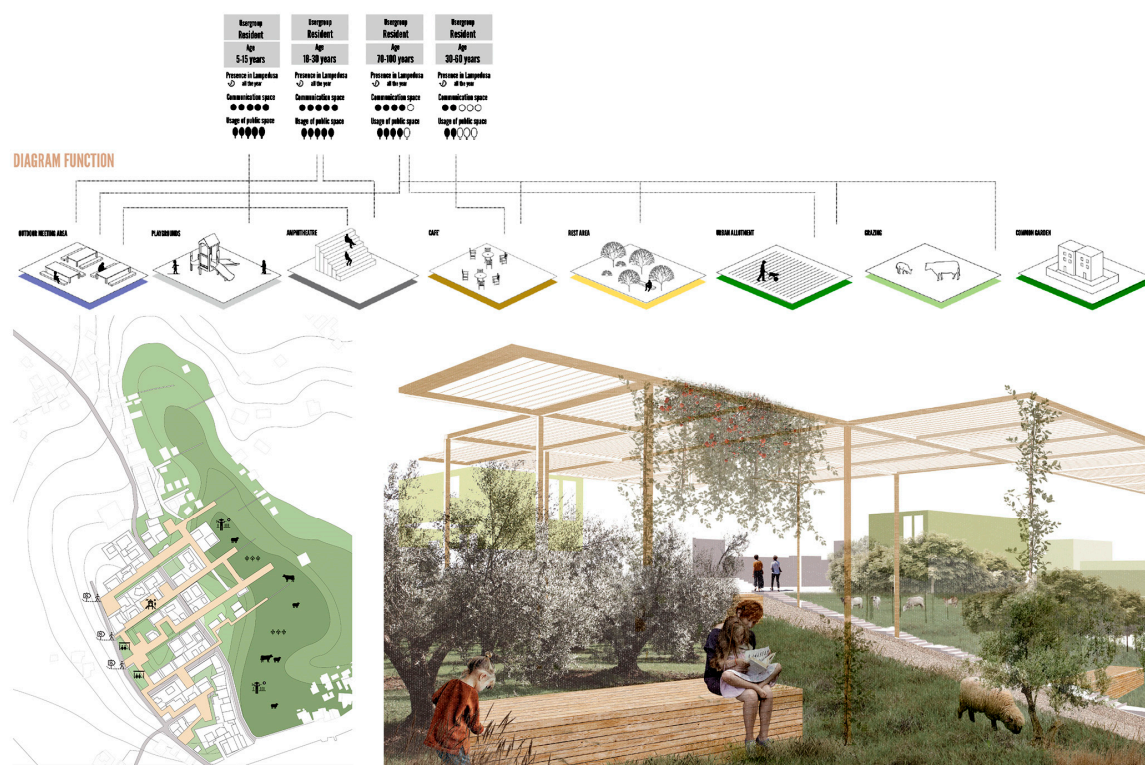 Usergroup
Resident
Age
5-15 years
Presence in Lampedusa
all the year
Communication space
Usage of public space
Usergroup
Resident
Age
18-30 years
Presence in Lampedusa
all the year
Communication space
Usage of public space
Usergroup
Resident
Age
70-100 years
Presence in Lampedusa
all the year
Communication space
Usage of public space
Usergroup
Resident
Age
30-60 years
Presence in Lampedusa
all the year
Communication space
Usage of public space
DIAGRAM FUNCTION
OUTDOOR MEETING AREA
PLAYGROUNDS
AMPHITHEATRE
CAFE'
REST AREA
URBAN ALLOTMENT
GRAZING
COMMON GARDEN